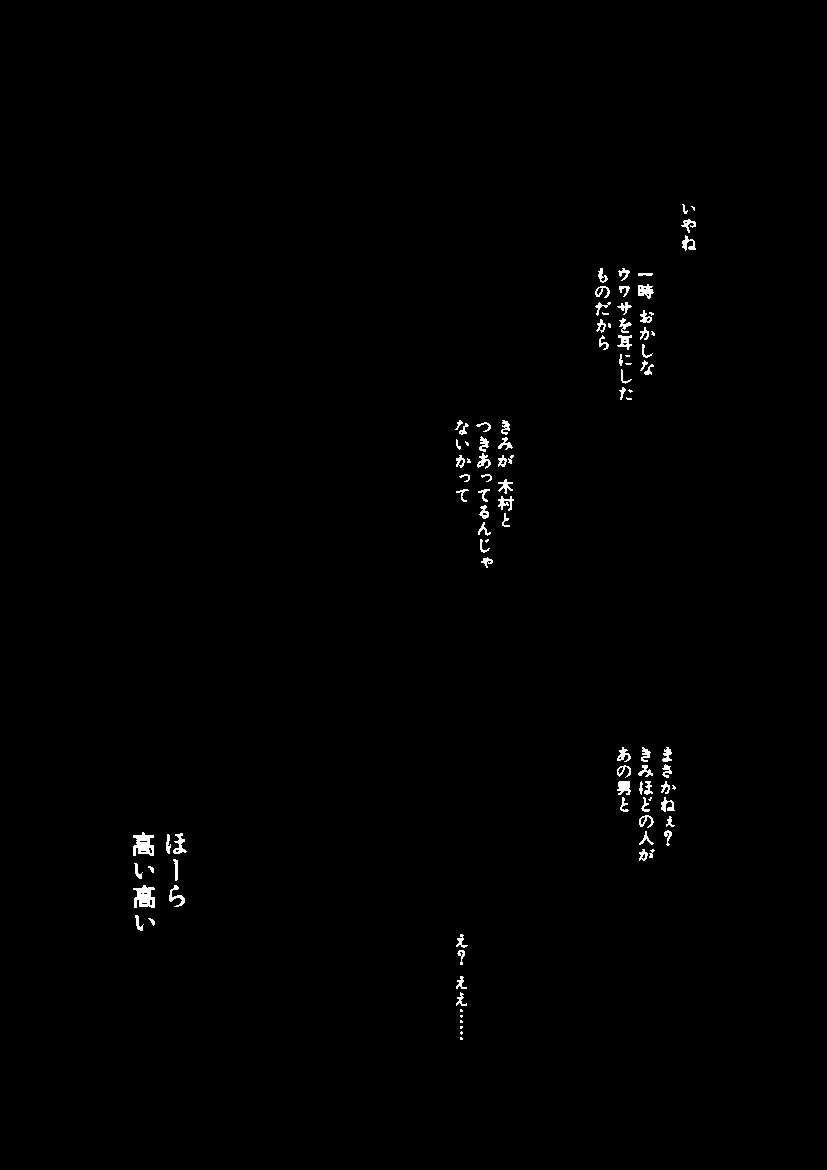 いやね
一時 おかしな
ウワサを耳にした
ものだから
きみが 木村と
つきあってるんじゃ
ないかって
まさかねぇ?
きみほどの人が
あの男と
え? ええ……
ほーら
高い高い